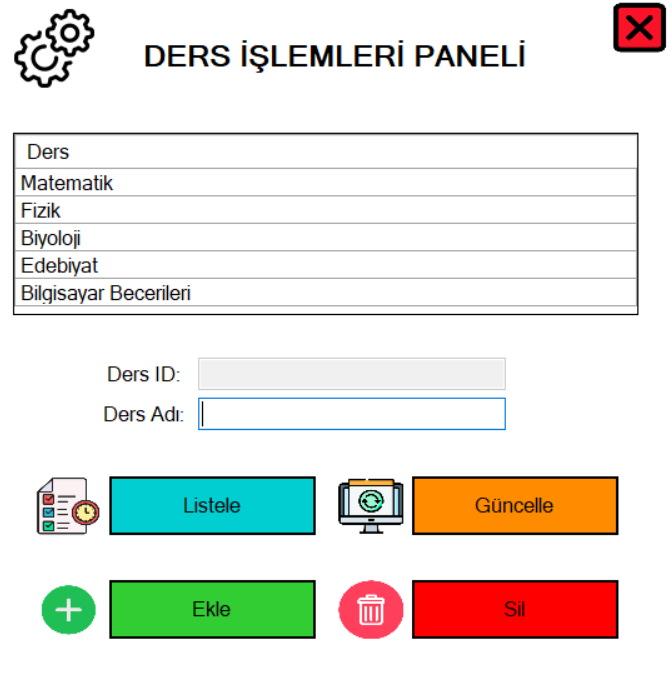 DERS İŞLEMLERİ PANELİ
Ders
Matematik
Fizik
Biyoloji
Edebiyat
Bilgisayar Becerileri
Ders ID:
Ders Adı:
Listele
Güncelle
Ekle
Sil